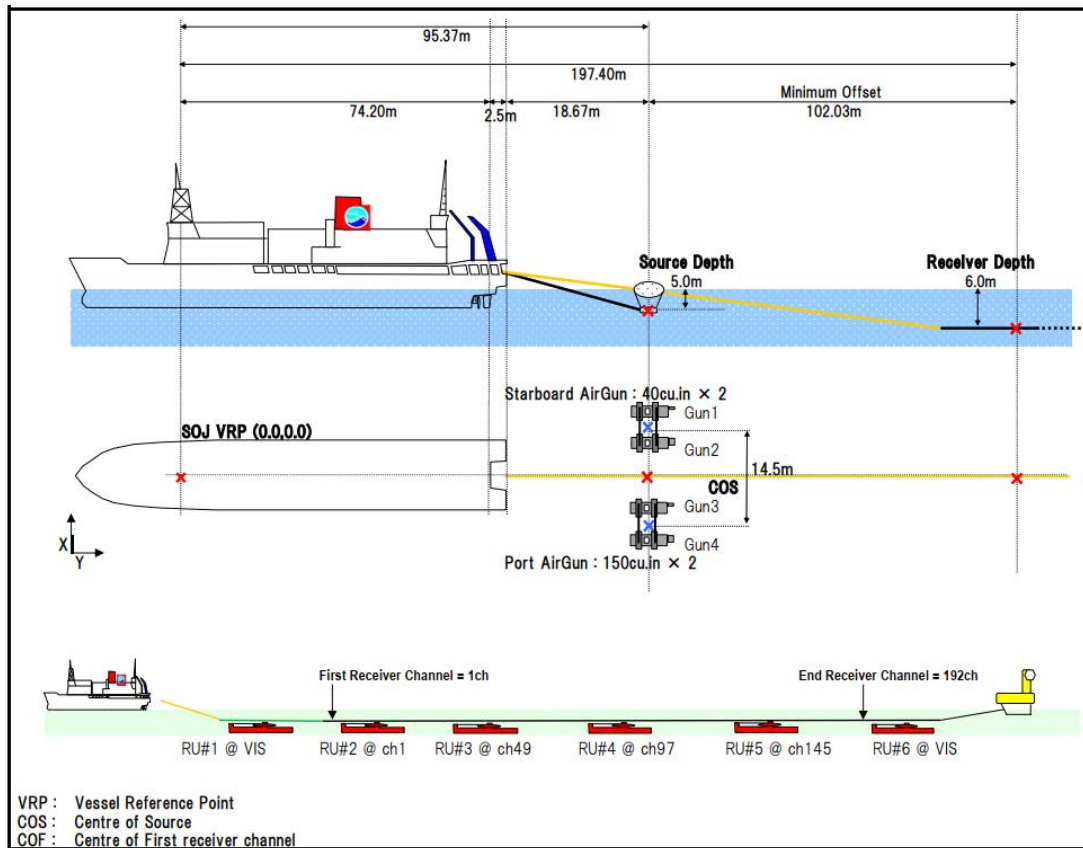 95.37m
197.40m
Minimum Offset
74.20m
2.5m
18.67m
102.03m
Source Depth
5.0m
Receiver Depth
6.0m
Starboard AirGun : 40cu.in × 2
Gun1
SOJ VRP (0.0,0.0)
Gun2
14.5m
COS
Gun3
X
Y
Gun4
Port AirGun : 150cu.in × 2
First Receiver Channel = 1ch
End Receiver Channel = 192ch
RU#1 @ VIS
RU#2 @ ch1
RU#3 @ ch49
RU#4 @ ch97
RU#5 @ ch145
RU#6 @ VIS
VRP : Vessel Reference Point
COS : Centre of Source
COF : Centre of First receiver channel